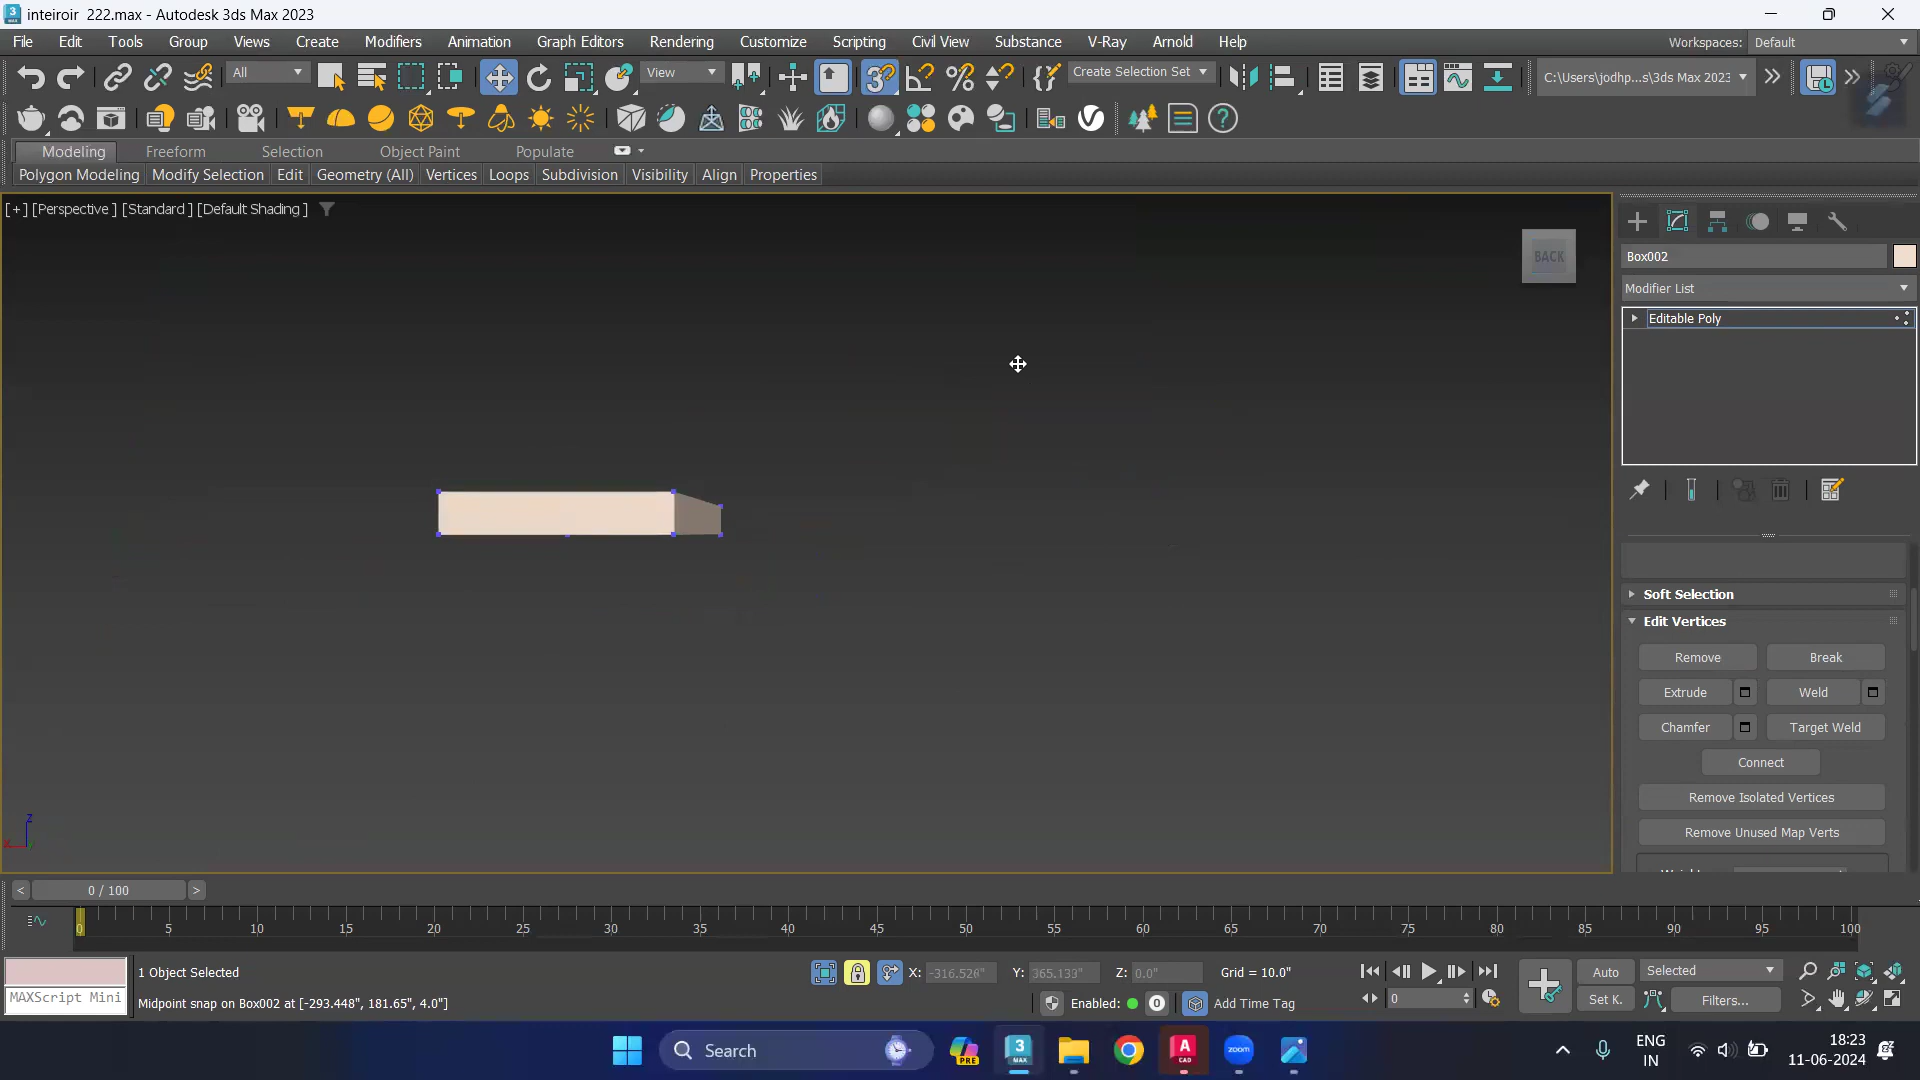 inteiroir  222.max - Autodesk 3ds Max 2023
File Edit Tools Group Views Create Modifiers Animation Graph Editors Rendering Customize Scripting Civil View Substance V-Ray Arnold Help Workspaces: Default
All View Create Selection Set C:\Users\jodhp...s\3ds Max 2023
Modeling Freeform Selection Object Paint Populate
Polygon Modeling Modify Selection Edit Geometry (All) Vertices Loops Subdivision Visibility Align Properties
[+] [Perspective ] [Standard ] [Default Shading ]
BACK
Box002
Modifier List
Editable Poly
Soft Selection
Edit Vertices
Remove Break
Extrude Weld
Chamfer Target Weld
Connect
Remove Isolated Vertices
Remove Unused Map Verts
z
x
0 / 100
0 5 10 15 20 25 30 35 40 45 50 55 60 65 70 75 80 85 90 95 100
1 Object Selected X: -316.526" Y: 365.133" Z: 0.0" Grid = 10.0" Auto Selected
MAXScript Mini Midpoint snap on Box002 at [-293.448", 181.65", 4.0"] Enabled: 0 Add Time Tag 0 Set K. Filters...
Search PRE 3 MAX A CAD zoom ENG IN 18:23 11-06-2024